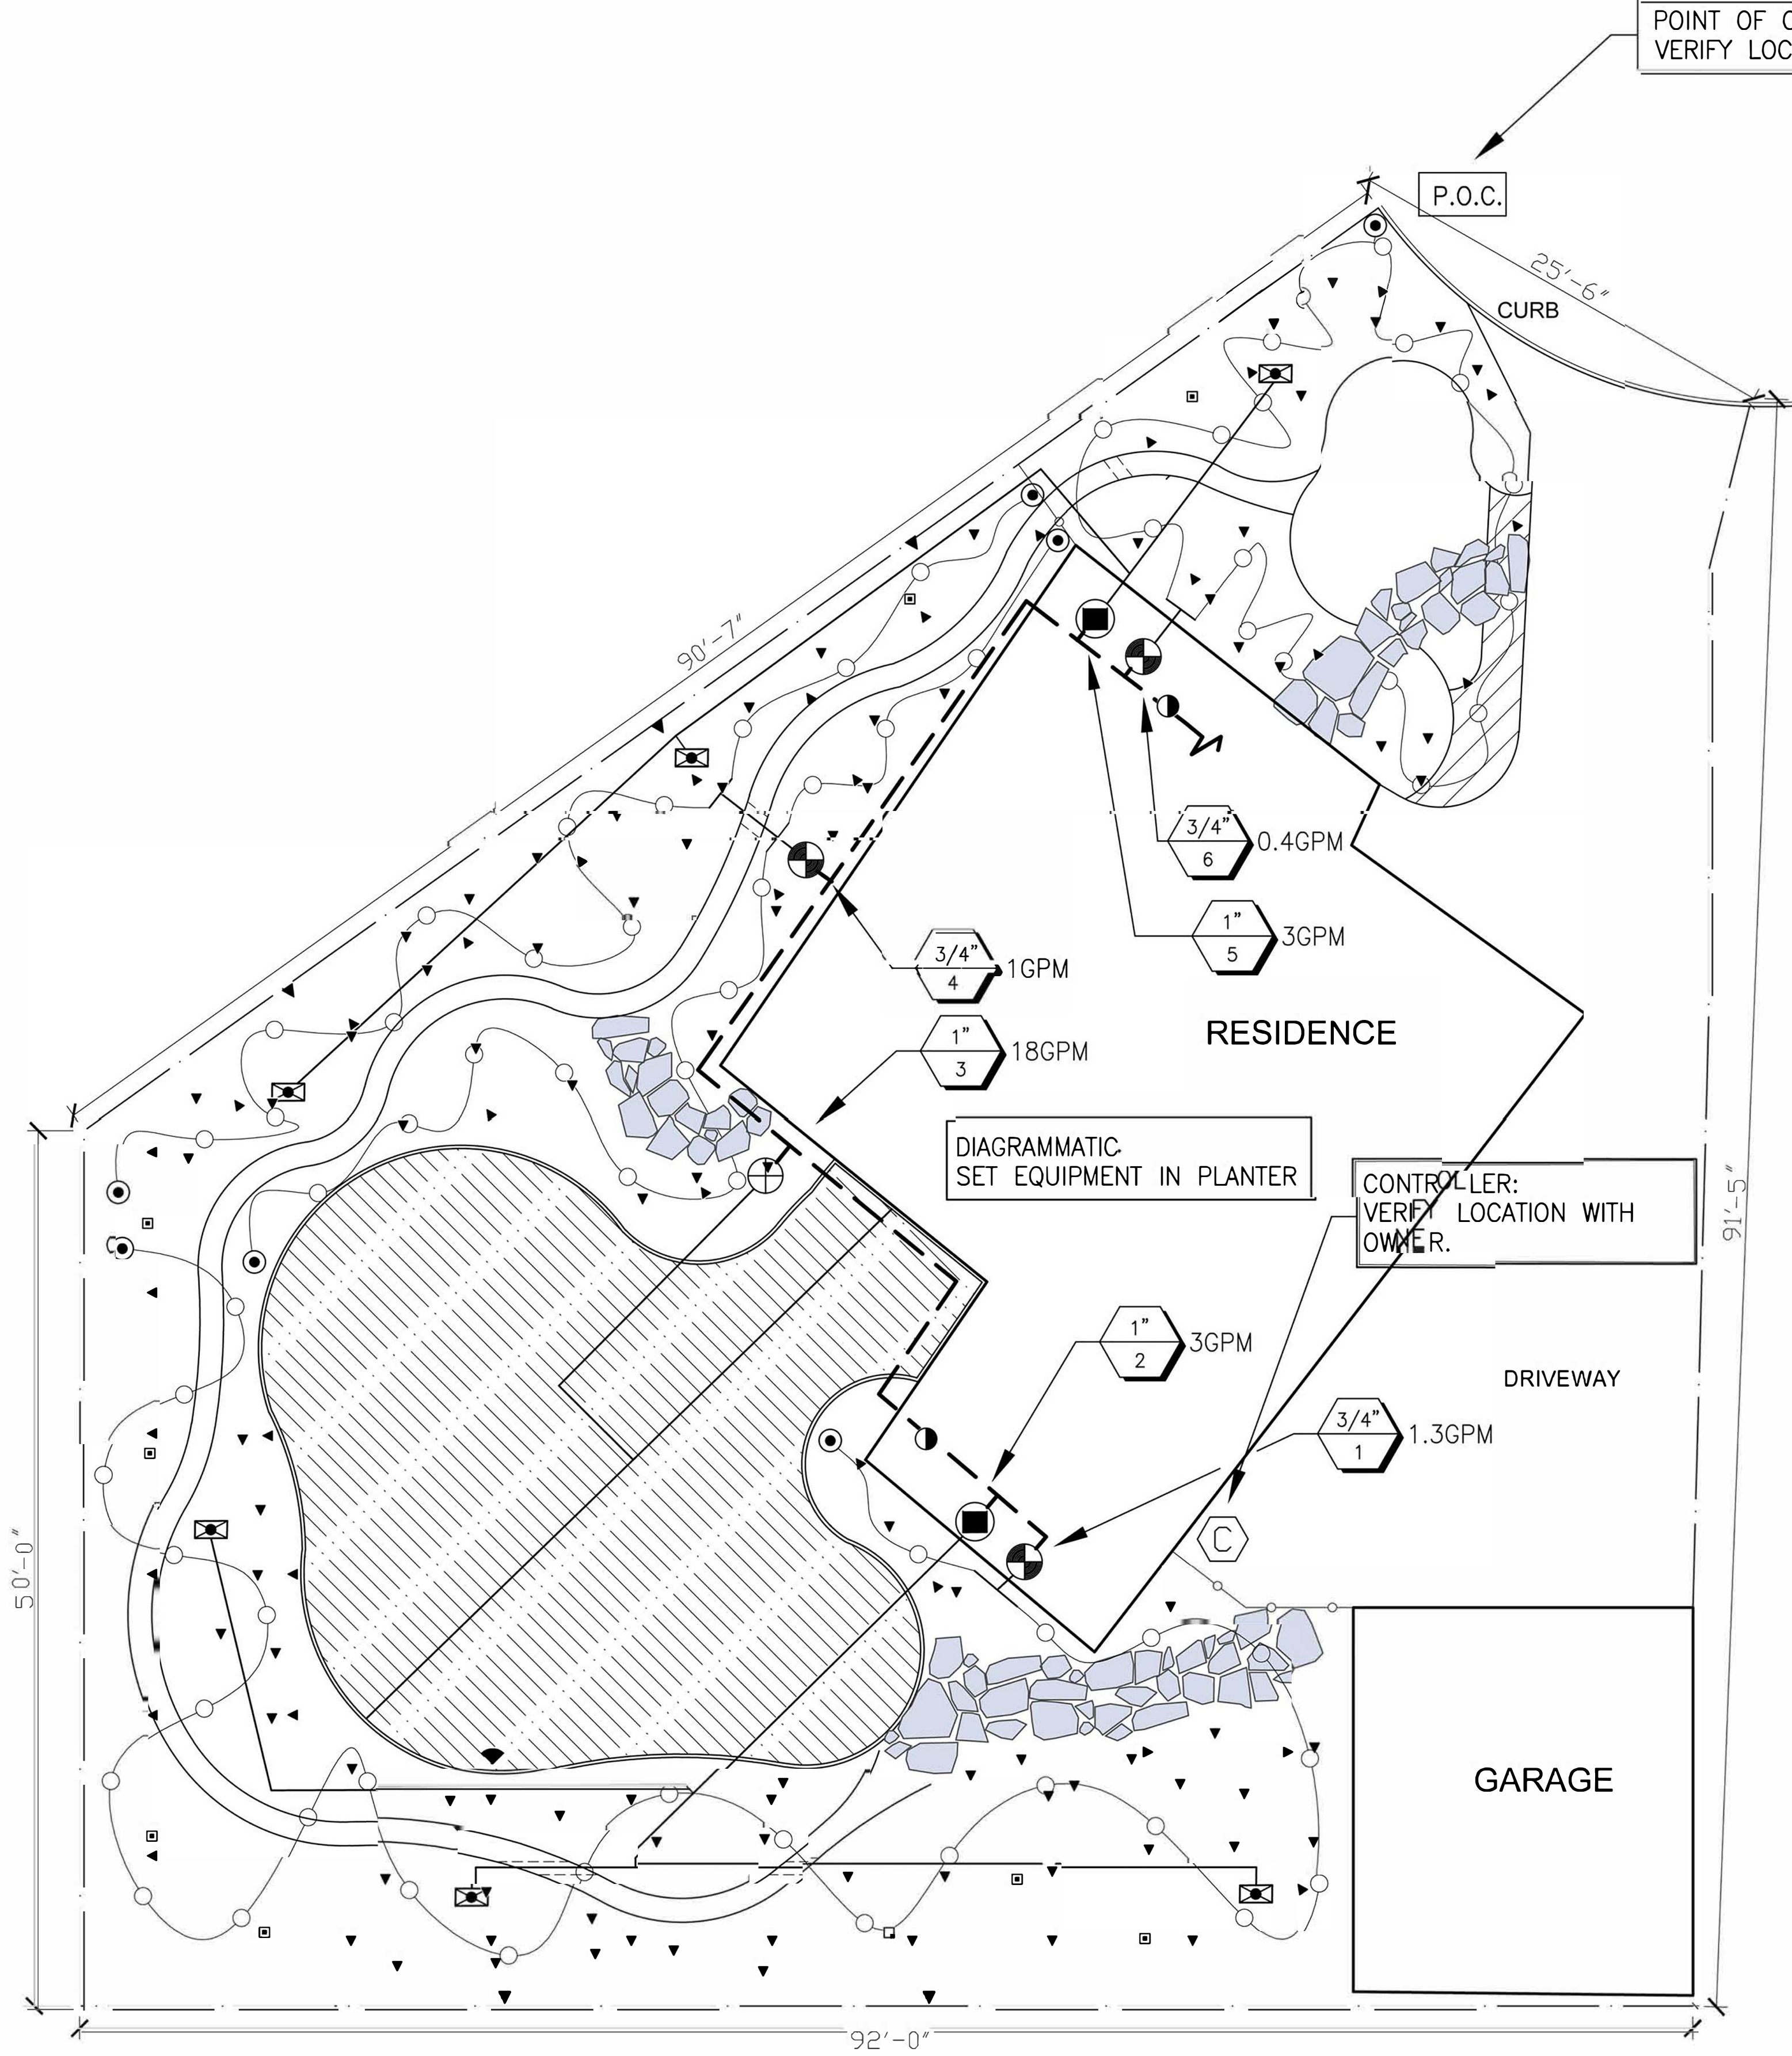 POINT OF
VERIFY
P.O.C.
25'-6"
CURB
90'-7"
3/4"
6
0.4GPM
1"
5
3GPM
3/4"
4
1GPM
1"
3
18GPM
RESIDENCE
DIAGRAMMATIC
SET EQUIPMENT IN PLANTER
CONTROLLER:
VERIFY LOCATION WITH
OWNER.
91'-5"
1"
2
3GPM
DRIVEWAY
3/4"
1
1.3GPM
C
50'-0"
GARAGE
92'-0"